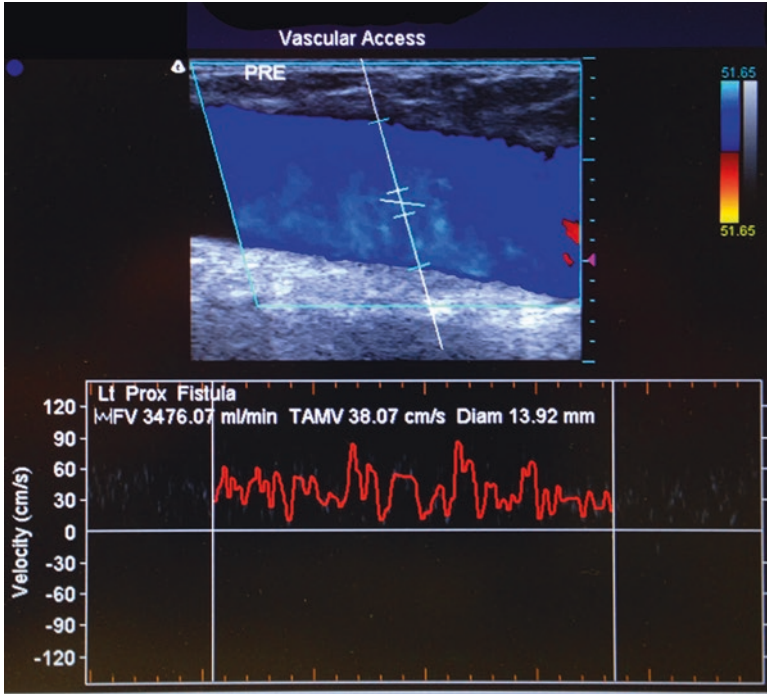 Vascular Access
PRE
51.65
51.65
Lt Prox Fistula
FV 3476.07 ml/min TAMV 38.07 cm/s Diam 13.92 mm
Velocity (cm/s)
120
90
60
30
0
-30
-60
-90
-120